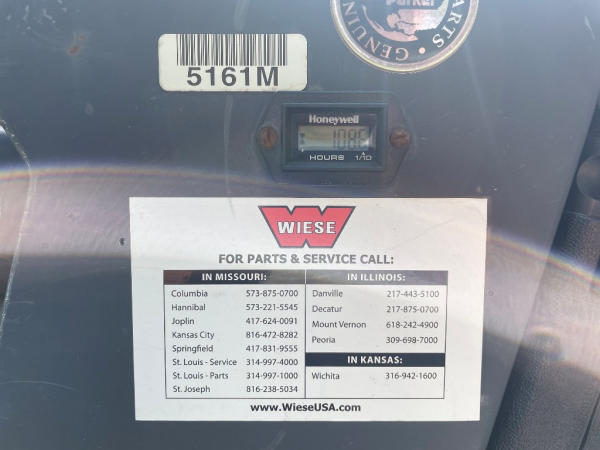 Parker
GENUINE PARTS
5161M
Honeywell
HOURS 1/10
WIESE
FOR PARTS & SERVICE CALL:
IN MISSOURI:
Columbia 573-875-0700
Hannibal 573-221-5545
Joplin 417-624-0091
Kansas City 816-472-8282
Springfield 417-831-9555
St. Louis - Service 314-997-4000
St. Louis - Parts 314-997-1000
St. Joseph 816-238-5034
IN ILLINOIS:
Danville 217-443-5100
Decatur 217-875-0700
Mount Vernon 618-242-4900
Peoria 309-698-7000
IN KANSAS:
Wichita 316-942-1600
www.WieseUSA.com